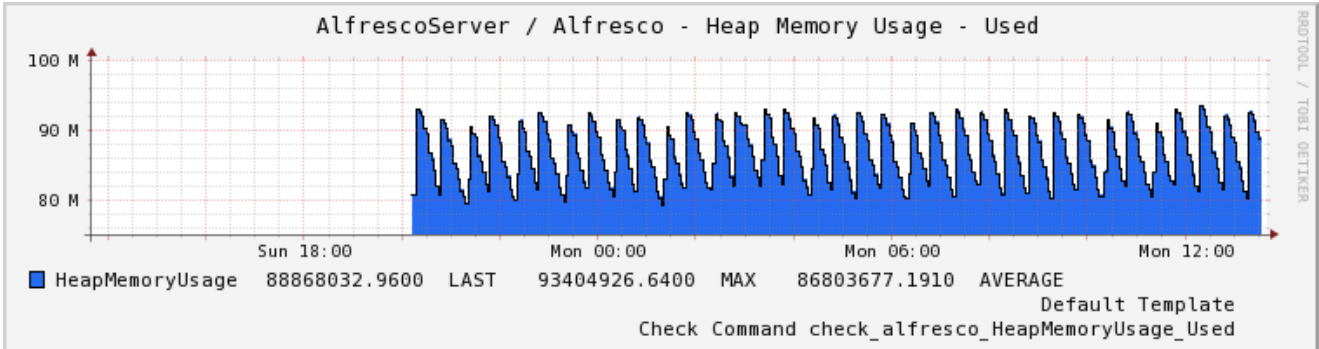 AlfrescoServer / Alfresco - Heap Memory Usage - Used
RRDTOOL / TOBI OETIKER
100 M
90 M
80 M
Sun 18:00 Mon 00:00 Mon 06:00 Mon 12:00
HeapMemoryUsage 88868032.9600 LAST 93404926.6400 MAX 86803677.1910 AVERAGE
Default Template
Check Command check_alfresco_HeapMemoryUsage_Used